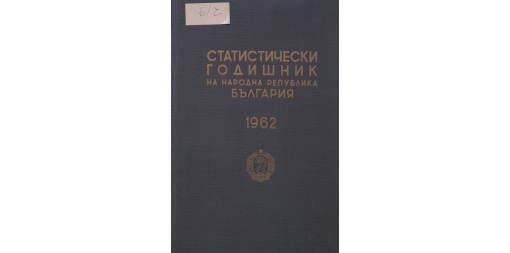 СТАТИСТИЧЕСКИ
ГОДИШНИК
НА НАРОДНА РЕПУБЛИКА
БЪЛГАРИЯ
1962